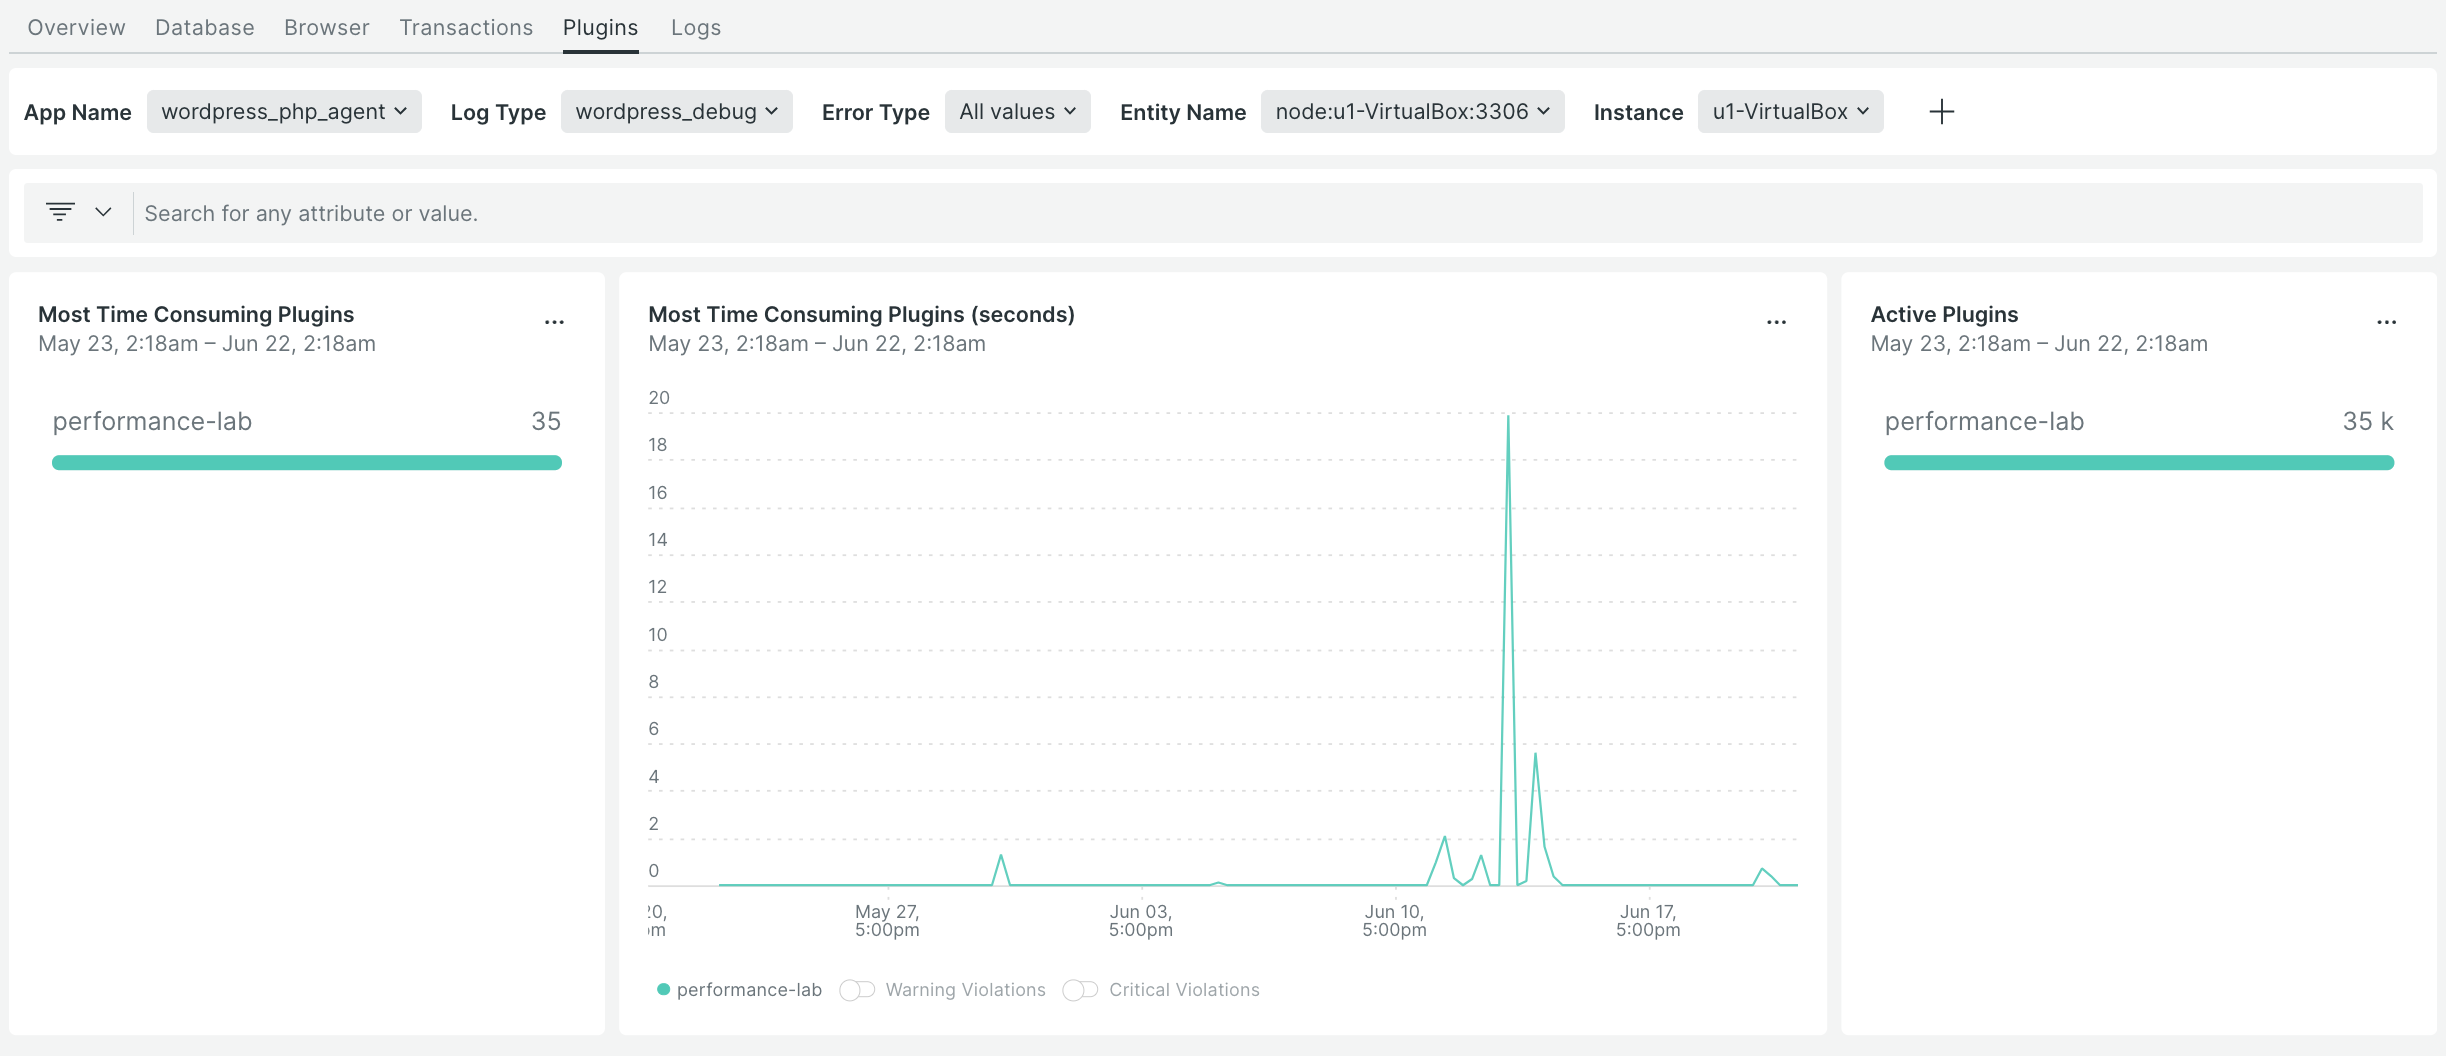 Overview Database Browser Transactions Plugins Logs
App Name wordpress_php_agent Log Type wordpress_debug Error Type All values Entity Name node:u1-VirtualBox:3306 Instance u1-VirtualBox
Search for any attribute or value.
Most Time Consuming Plugins
May 23, 2:18am – Jun 22, 2:18am
performance-lab 35
Most Time Consuming Plugins (seconds)
May 23, 2:18am – Jun 22, 2:18am
20
18
16
14
12
10
8
6
4
2
0
20, May 27, Jun 03, Jun 10, Jun 17,
pm 5:00pm 5:00pm 5:00pm 5:00pm
performance-lab Warning Violations Critical Violations
Active Plugins
May 23, 2:18am – Jun 22, 2:18am
performance-lab 35 k